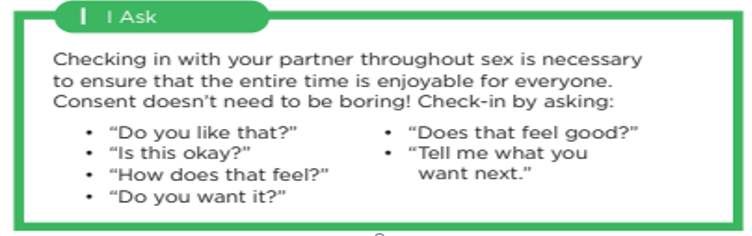 I I Ask
Checking in with your partner throughout sex is necessary
to ensure that the entire time is enjoyable for everyone.
Consent doesn't need to be boring! Check-in by asking:
• “Do you like that?”
• “Is this okay?”
• “How does that feel?”
• “Do you want it?”
• “Does that feel good?”
• “Tell me what you
want next.”